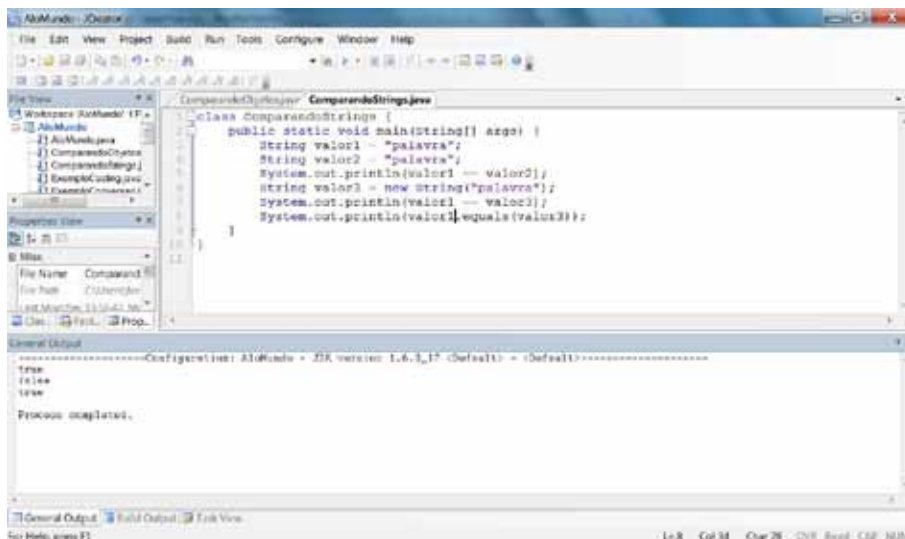 AloMundo - JCreator
File Edit View Project Build Run Tools Configure Window Help
File View
ComparandoObjetos.java ComparandoStrings.java
Workspace 'AloMundo'
AloMundo
AloMundo.java
ComparandoObjetos
ComparandoStrings.j
ExemploCasting.java
1 class ComparandoStrings {
public static void main(String[] args) {
String valor1 = "palavra";
String valor2 = "palavra";
System.out.println(valor1 == valor2);
String valor3 = new String("palavra");
System.out.println(valor1 == valor3);
System.out.println(valor1.equals(valor3));
}
10 }
11
Properties View
Misc
File Name Comparand
File Path
General Output
--------------------Configuration: AloMundo - JDK version 1.6.0_17 <Default> - <Default>--------------------
true
false
true
Process completed.
General Output Build Output Task View
For Help, press F1
Ln 8 Col 34 Char 28 OVR Read CAP NUM